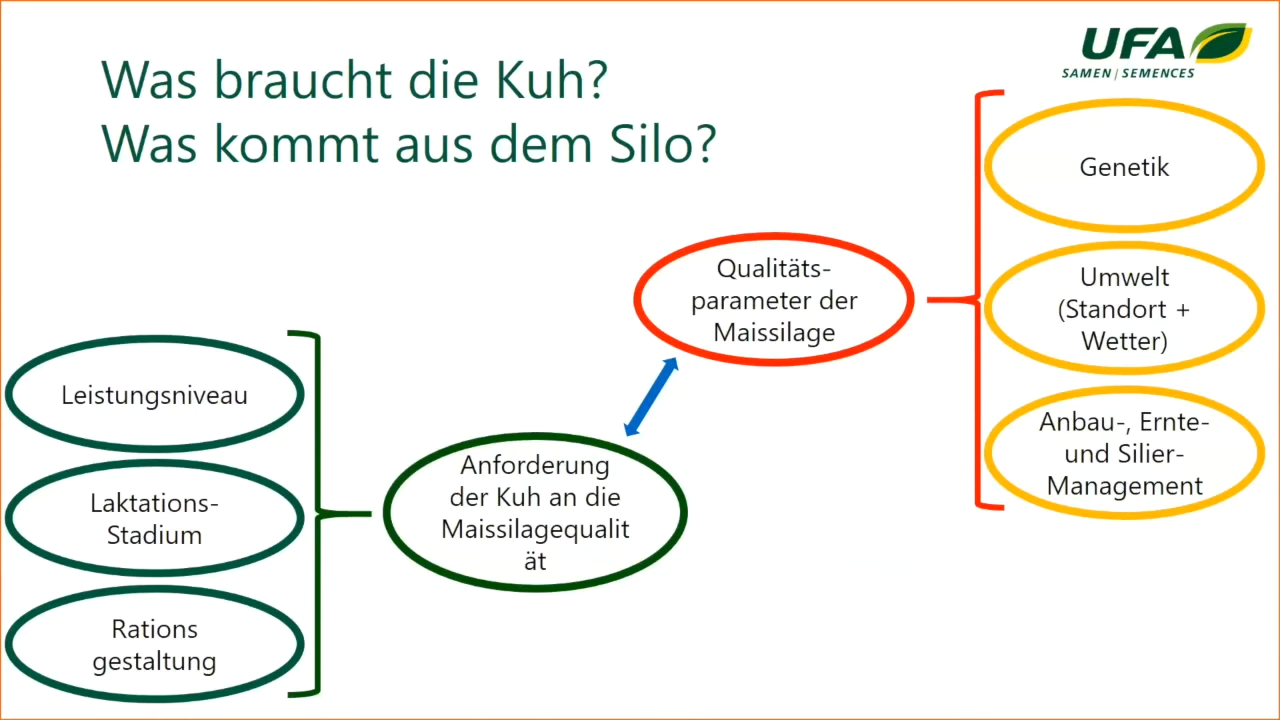 Was braucht die Kuh?
Was kommt aus dem Silo?
UFA
SAMEN | SEMENCES
Genetik
Umwelt
(Standort +
Wetter)
Anbau-, Ernte-
und Silier-
Management
Qualitäts-
parameter der
Maissilage
Leistungsniveau
Laktations-
Stadium
Rations
gestaltung
Anforderung
der Kuh an die
Maissilagequalit
ät